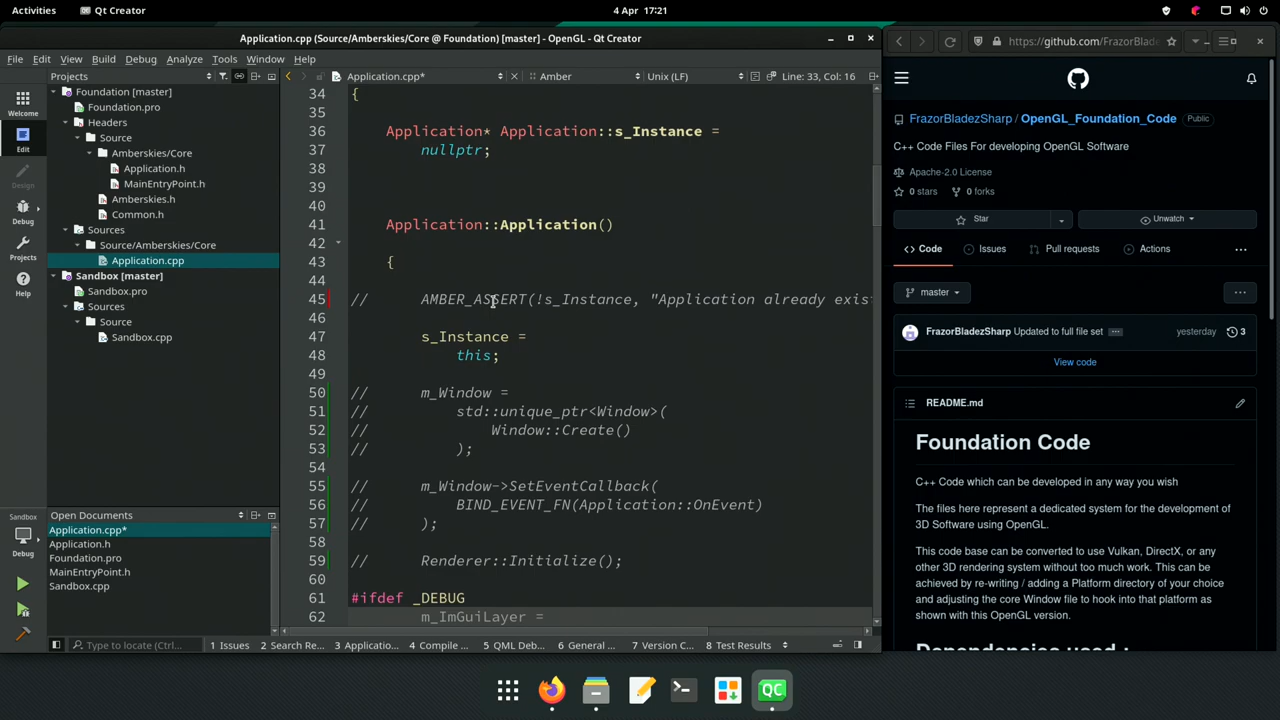 Activities
Qt Creator
4 Apr 17:21
Application.cpp (Source/Amberskies/Core @ Foundation) [master] - OpenGL - Qt Creator
File Edit View Build Debug Analyze Tools Window Help
Projects
Application.cpp*
Amber
Unix (LF)
Line: 33, Col: 16
Welcome
Edit
Design
Debug
Projects
Help
Foundation [master]
Foundation.pro
Headers
Source
Amberskies/Core
Application.h
MainEntryPoint.h
Amberskies.h
Common.h
Sources
Source/Amberskies/Core
Application.cpp
Sandbox [master]
Sandbox.pro
Sources
Source
Sandbox.cpp
Open Documents
Application.cpp*
Application.h
Foundation.pro
MainEntryPoint.h
Sandbox.cpp
Sandbox
Debug
34 {
35
36 Application* Application::s_Instance =
37 nullptr;
38
39
40
41 Application::Application()
42
43 {
44
45 // AMBER_ASSERT(!s_Instance, "Application already exist
46
47 s_Instance =
48 this;
49
50 // m_Window =
51 // std::unique_ptr<Window>(
52 // Window::Create()
53 // );
54
55 // m_Window->SetEventCallback(
56 // BIND_EVENT_FN(Application::OnEvent)
57 // );
58
59 // Renderer::Initialize();
60
61 #ifdef _DEBUG
62 m_ImGuiLayer =
Type to locate (Ctrl...
1 Issues
2 Search Re...
3 Applicatio...
4 Compile ...
5 QML Deb...
6 General ...
7 Version C...
8 Test Results
https://github.com/FrazorBlade
FrazorBladezSharp / OpenGL_Foundation_Code
Public
C++ Code Files For developing OpenGL Software
Apache-2.0 License
0 stars
0 forks
Star
Unwatch
Code
Issues
Pull requests
Actions
master
FrazorBladezSharp Updated to full file set
yesterday
3
View code
README.md
Foundation Code
C++ Code which can be developed in any way you wish
The files here represent a dedicated system for the development of
3D Software using OpenGL.
This code base can be converted to use Vulkan, DirectX, or any
other 3D rendering system without too much work. This can be
achieved by re-writing / adding a Platform directory of your choice
and adjusting the core Window file to hook into that platform as
shown with this OpenGL version.
Dependencies used :
QC